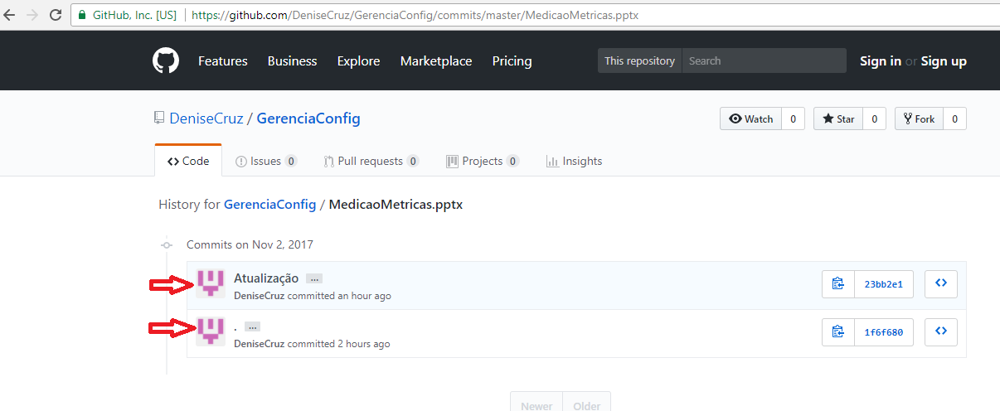 GitHub, Inc. [US] https://github.com/DeniseCruz/GerenciaConfig/commits/master/MedicaoMetricas.pptx
Features Business Explore Marketplace Pricing This repository Search Sign in or Sign up
DeniseCruz / GerenciaConfig Watch 0 Star 0 Fork 0
Code Issues 0 Pull requests 0 Projects 0 Insights
History for GerenciaConfig / MedicaoMetricas.pptx
Commits on Nov 2, 2017
Atualização ... 23bb2e1
DeniseCruz committed an hour ago
. ... 1f6f680
DeniseCruz committed 2 hours ago
Newer Older